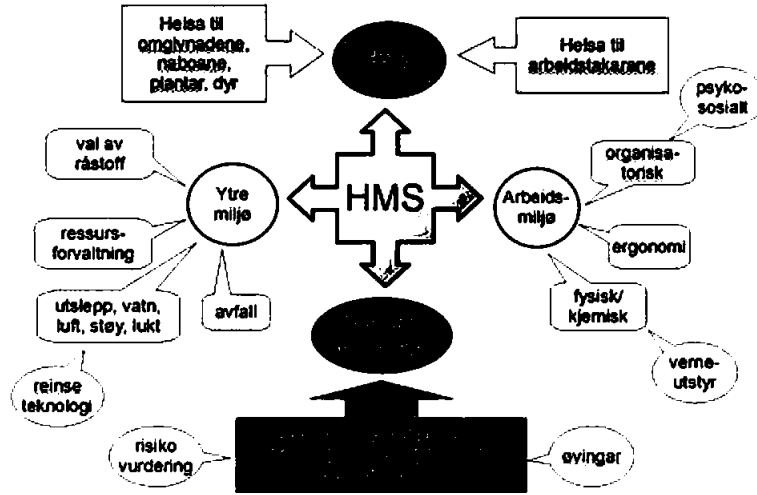 Helsa til
omgivnadene,
naboane,
plantar, dyr
Helsa til
arbeidstakarane
psyko-
sosialt
val av
råstoff
organisa-
torisk
Ytre
miljø
HMS
Arbeids-
miljø
ressurs-
forvaltning
ergonomi
utslepp, vatn,
luft, støy, lukt
avfall
fysisk/
kjemisk
reinse
teknologi
verne-
utstyr
risiko
vurdering
øvingar